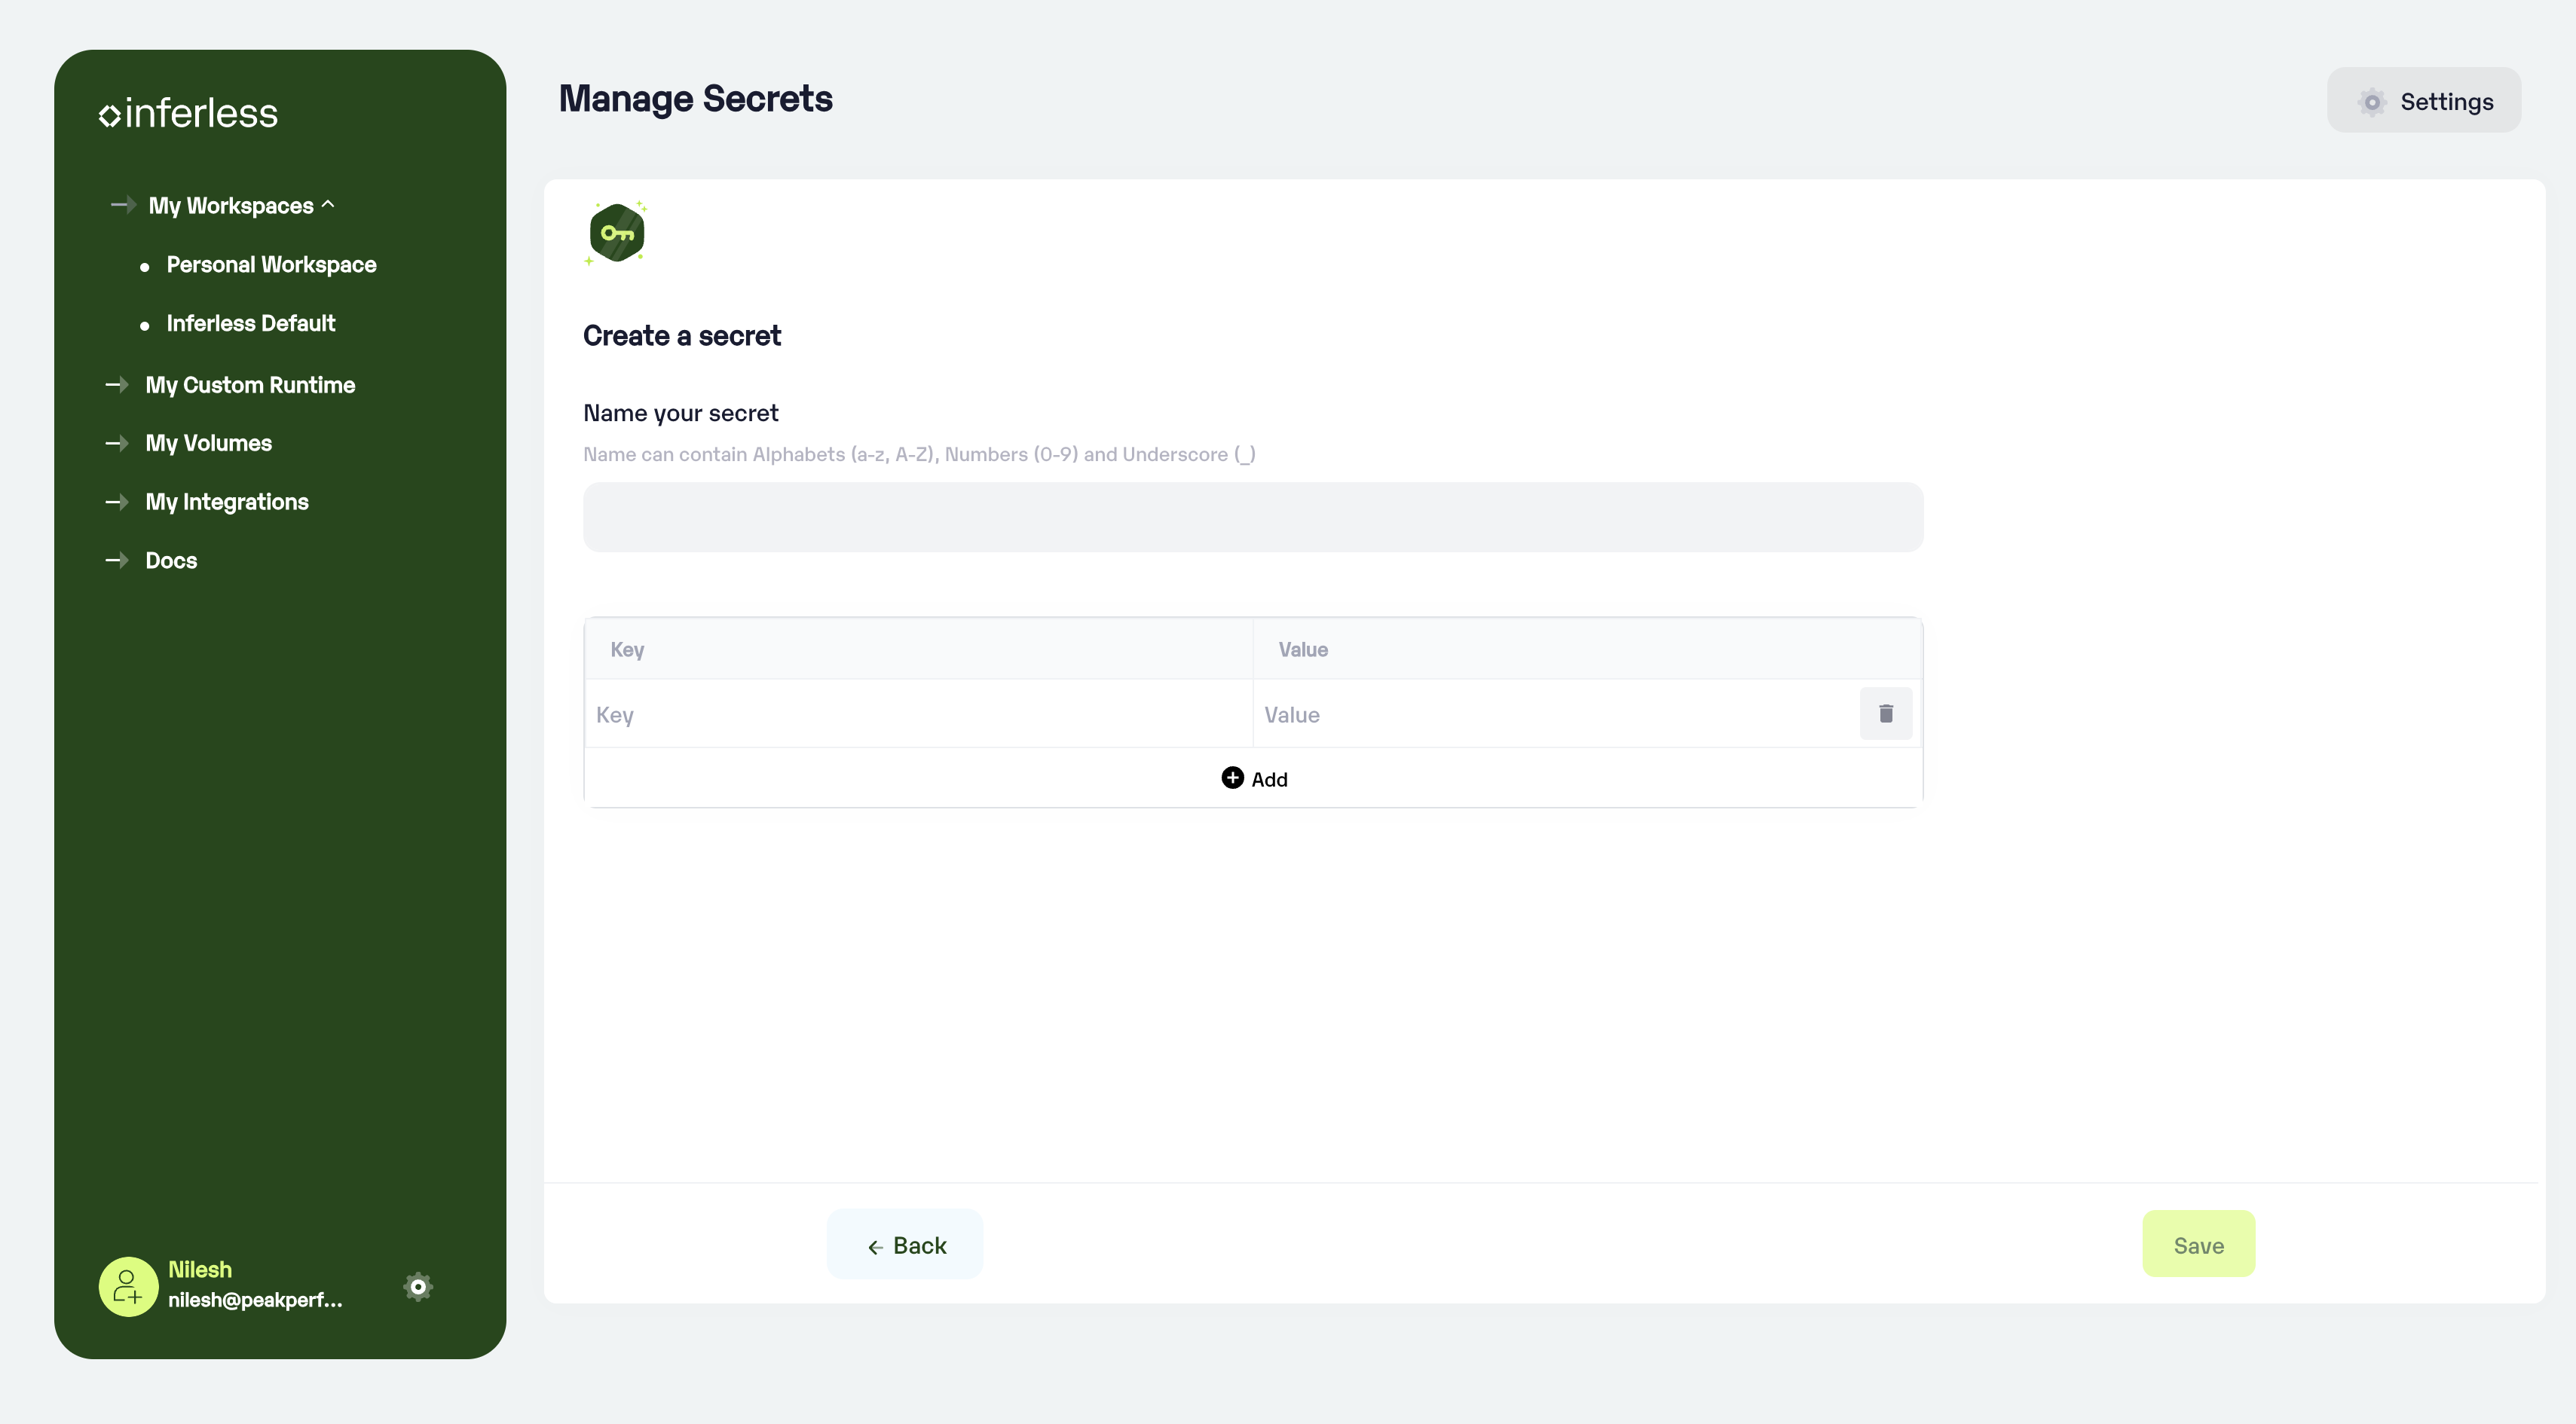 inferless
My Workspaces
Personal Workspace
Inferless Default
My Custom Runtime
My Volumes
My Integrations
Docs
Nilesh
nilesh@peakperf...
Manage Secrets
Settings
Create a secret
Name your secret
Name can contain Alphabets (a-z, A-Z), Numbers (0-9) and Underscore (_)
Key Value
Key Value
Add
Back
Save